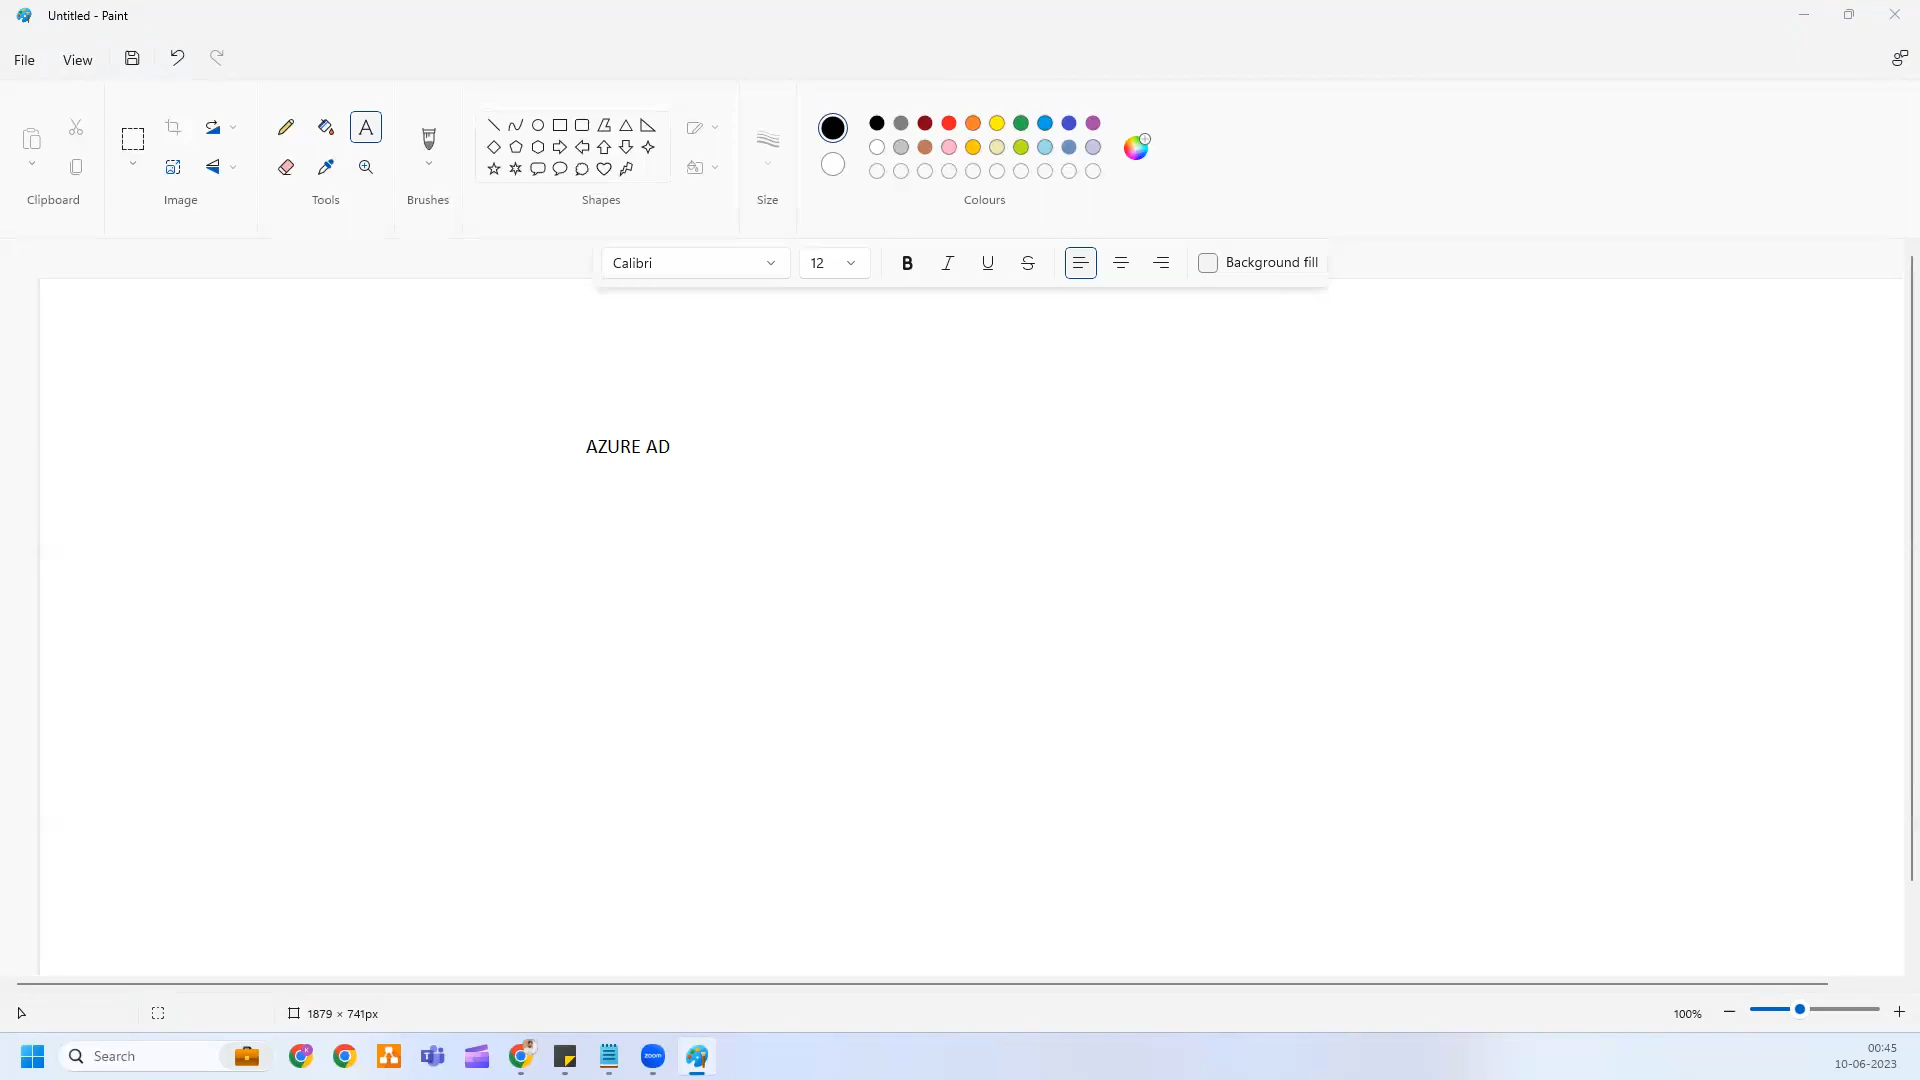 Untitled - Paint
File View
Clipboard Image Tools Brushes Shapes Size Colours
Calibri 12 B I U S Background fill
AZURE AD
1879 × 741px 100%
Search zoom 00:45
10-06-2023